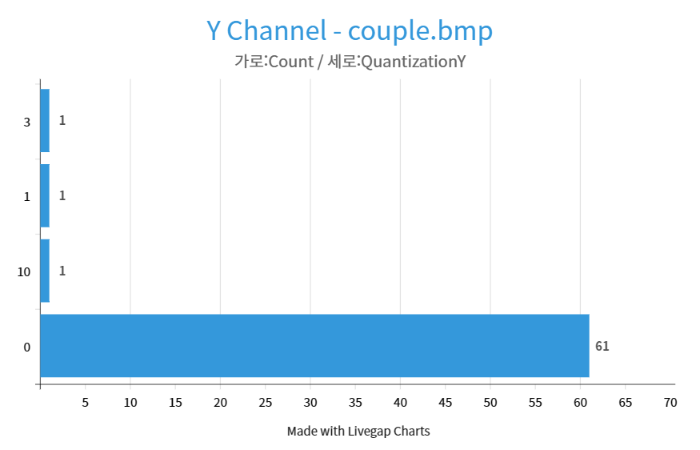 Y Channel - couple.bmp
가로:Count / 세로:QuantizationY
3 1
1 1
10 1
0 61
5 10 15 20 25 30 35 40 45 50 55 60 65 70
Made with Livegap Charts